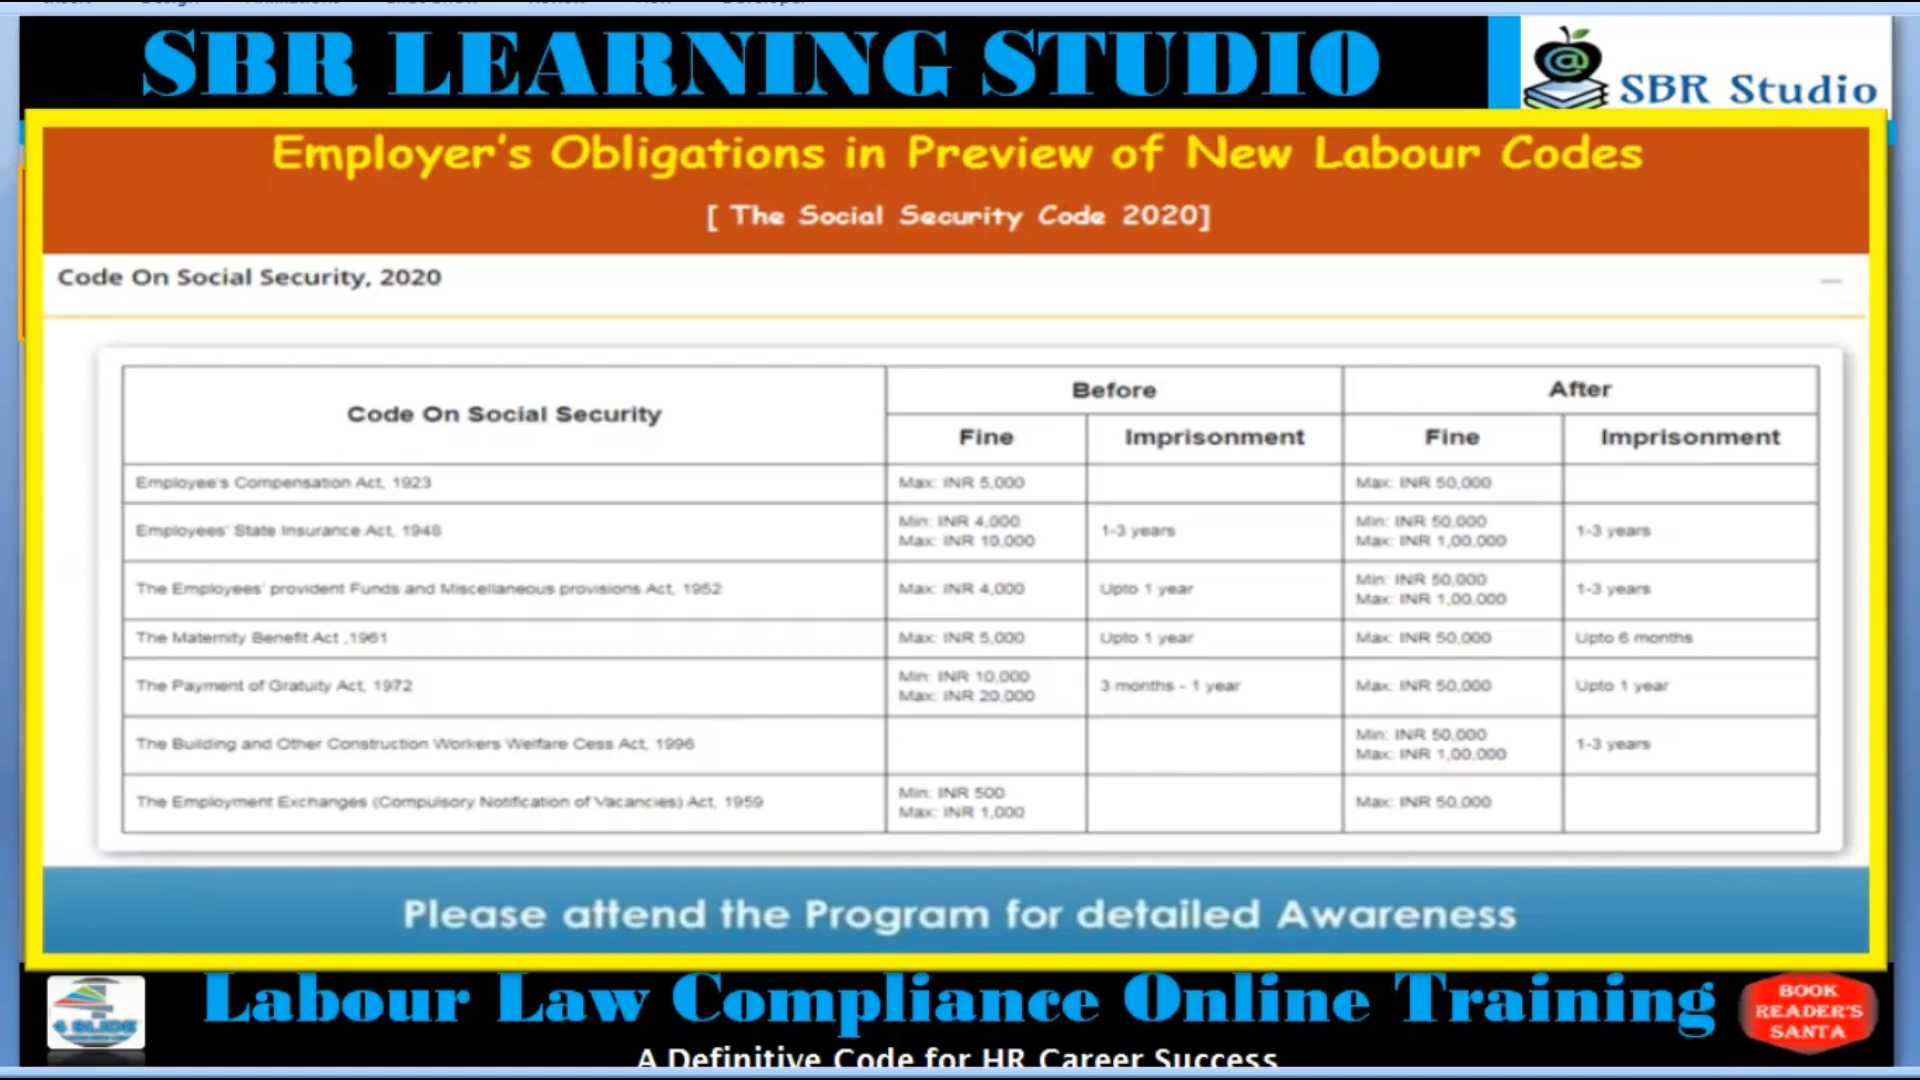 SBR LEARNING STUDIO
SBR Studio
Employer's Obligations in Preview of New Labour Codes
[ The Social Security Code 2020]
Code On Social Security, 2020
Code On Social Security
Before
After
Fine
Imprisonment
Fine
Imprisonment
Employee's Compensation Act, 1923
Max: INR 5,000
Max: INR 50,000
Employees' State Insurance Act, 1948
Min: INR 4,000
Max: INR 10,000
1-3 years
Min: INR 50,000
Max: INR 1,00,000
1-3 years
The Employees' provident Funds and Miscellaneous provisions Act, 1952
Max: INR 4,000
Upto 1 year
Min: INR 50,000
Max: INR 1,00,000
1-3 years
The Maternity Benefit Act ,1961
Max: INR 5,000
Upto 1 year
Max: INR 50,000
Upto 6 months
The Payment of Gratuity Act, 1972
Min: INR 10,000
Max: INR 20,000
3 months - 1 year
Max: INR 50,000
Upto 1 year
The Building and Other Construction Workers Welfare Cess Act, 1996
Min: INR 50,000
Max: INR 1,00,000
1-3 years
The Employment Exchanges (Compulsory Notification of Vacancies) Act, 1959
Min: INR 500
Max: INR 1,000
Max: INR 50,000
Please attend the Program for detailed Awareness
4 SLIDE
Labour Law Compliance Online Training
BOOK
READER'S
SANTA
A Definitive Code for HR Career Success